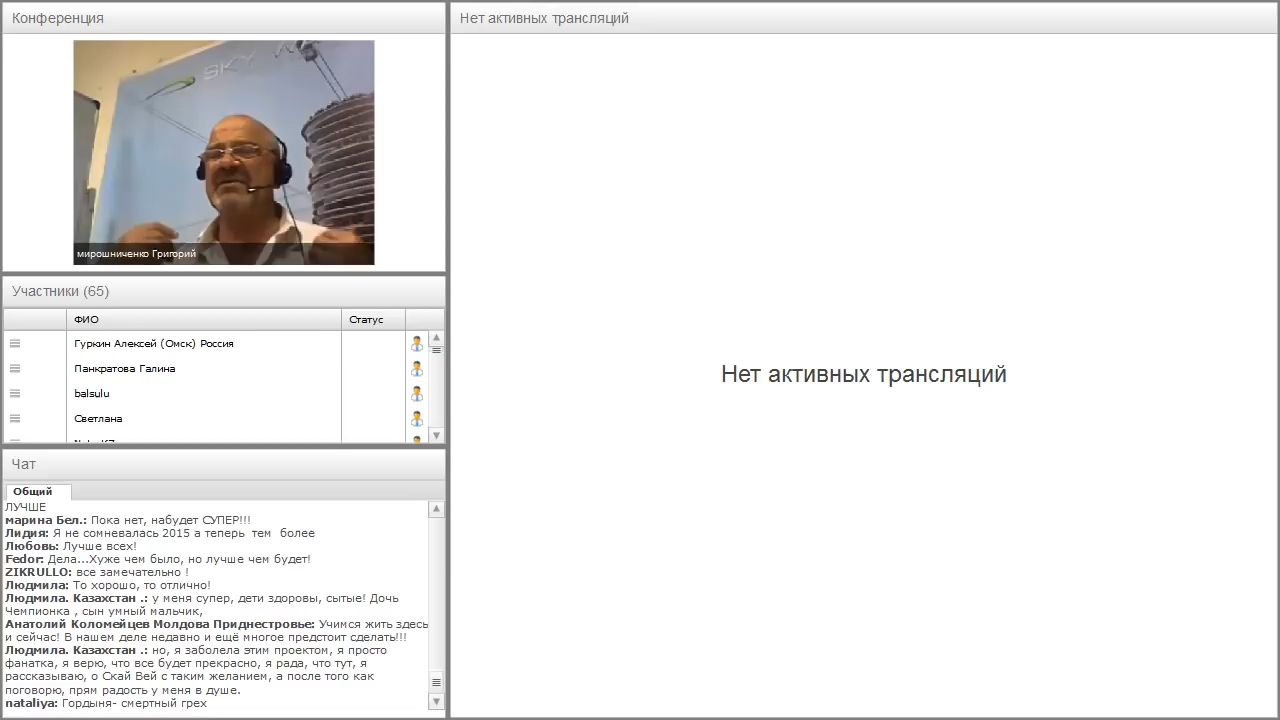 Конференция
Нет активных трансляций
SKY
мирошниченко Григорий
Участники (65)
ФИО
Статус
Гуркин Алексей (Омск) Россия
Панкратова Галина
balsulu
Светлана
Чат
Общий
ЛУЧШЕ
марина Бел.: Пока нет, набудет СУПЕР!!!
Лидия: Я не сомневалась 2015 а теперь тем более
Любовь: Лучше всех!
Fedor: Дела...Хуже чем было, но лучше чем будет!
ZIKRULLO: все замечательно !
Людмила: То хорошо, то отлично!
Людмила. Казахстан .: у меня супер, дети здоровы, сытые! Дочь
Чемпионка , сын умный мальчик,
Анатолий Коломейцев Молдова Приднестровье: Учимся жить здесь
и сейчас! В нашем деле недавно и ещё многое предстоит сделать!!!
Людмила. Казахстан .: но, я заболела этим проектом, я просто
фанатка, я верю, что все будет прекрасно, я рада, что тут, я
рассказываю, о Скай Вей с таким желанием, а после того как
поговорю, прям радость у меня в душе.
nataliya: Гордыня- смертный грех
Нет активных трансляций